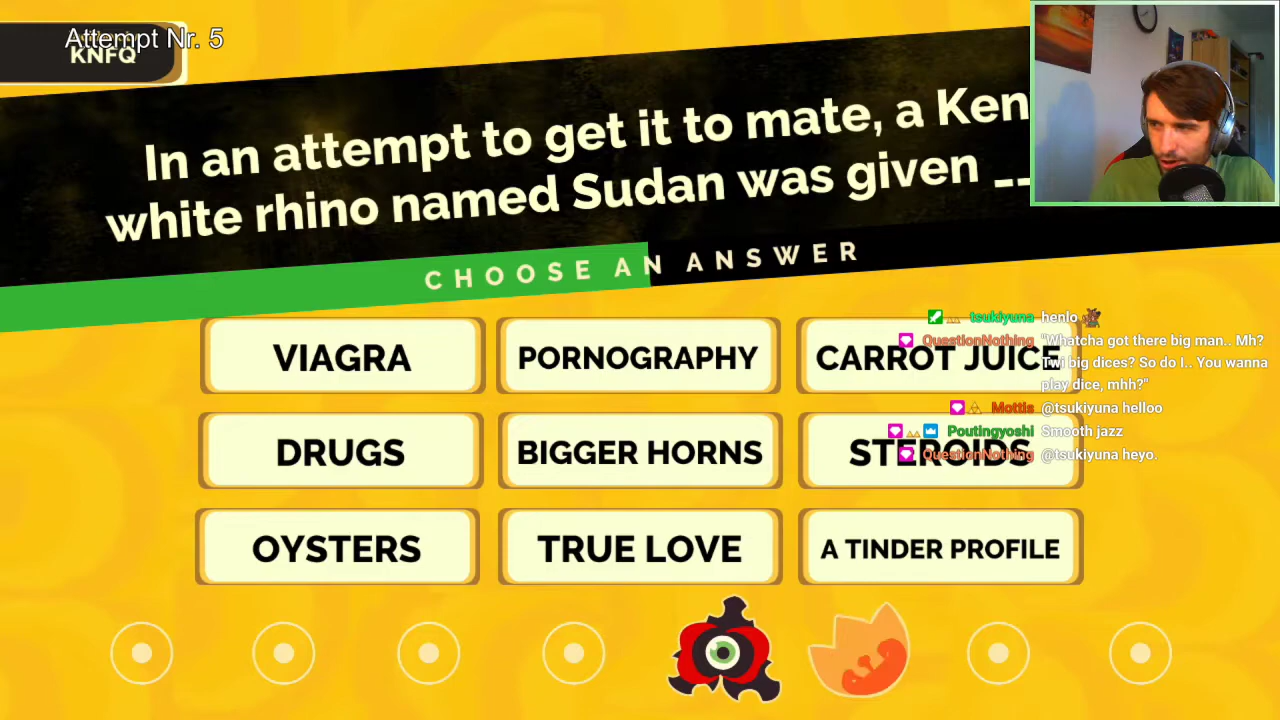 Attempt Nr. 5
KNFQ
In an attempt to get it to mate, a Ken
white rhino named Sudan was given __
CHOOSE AN ANSWER
VIAGRA
PORNOGRAPHY
CARROT JUICE
DRUGS
BIGGER HORNS
STEROIDS
OYSTERS
TRUE LOVE
A TINDER PROFILE
tsukiyuna henlo
QuestionNothing "Whatcha got there big man.. Mh?
Twi big dices? So do I.. You wanna
play dice, mhh?"
Mottis @tsukiyuna helloo
Poutingyoshi Smooth jazz
QuestionNothing @tsukiyuna heyo.